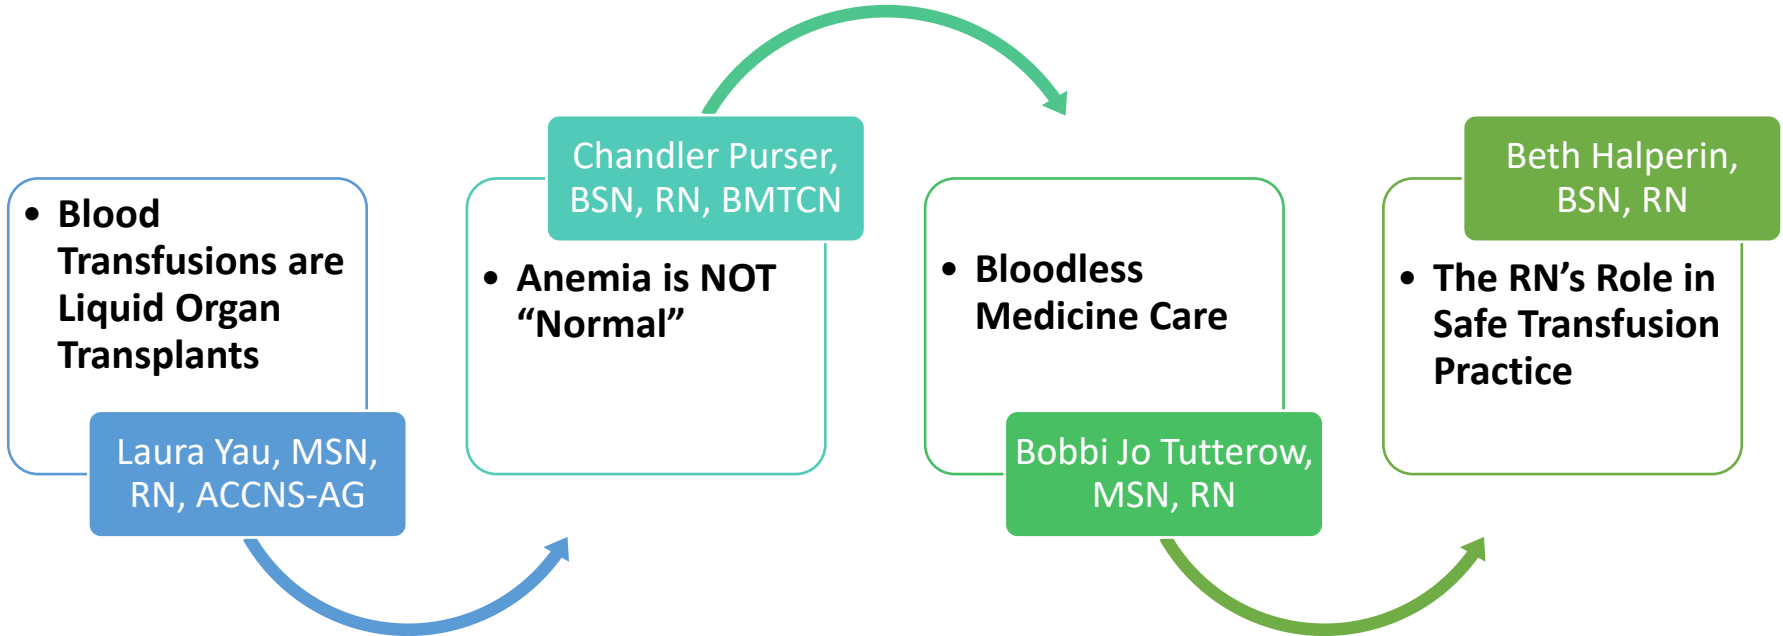 • Blood
Transfusions are
Liquid Organ
Transplants
Laura Yau, MSN,
RN, ACCNS-AG
Chandler Purser,
BSN, RN, BMTCN
• Anemia is NOT
“Normal”
• Bloodless
Medicine Care
Bobbi Jo Tutterow,
MSN, RN
Beth Halperin,
BSN, RN
• The RN’s Role in
Safe Transfusion
Practice